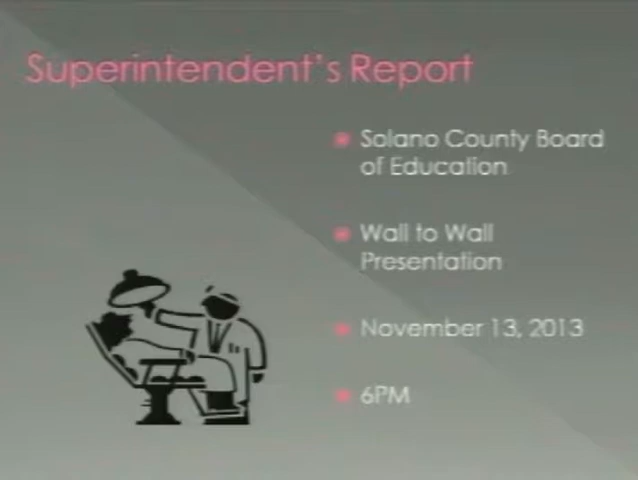 Superintendent's Report
Solano County Board
of Education
Wall to Wall
Presentation
November 13, 2013
6PM